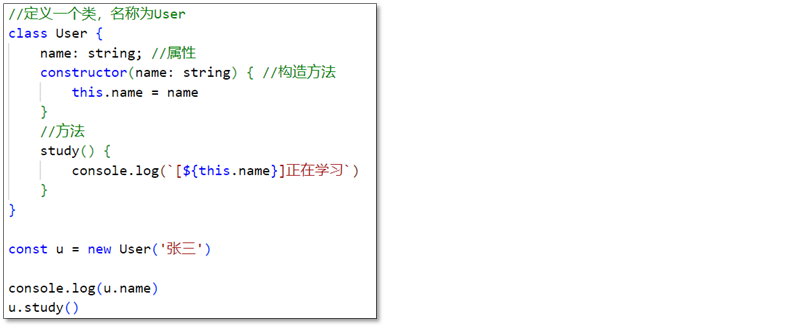 //定义一个类，名称为User
class User {
    name: string; //属性
    constructor(name: string) { //构造方法
        this.name = name
    }
    //方法
    study() {
        console.log(`[${this.name}]正在学习`)
    }
}
const u = new User('张三')
console.log(u.name)
u.study()